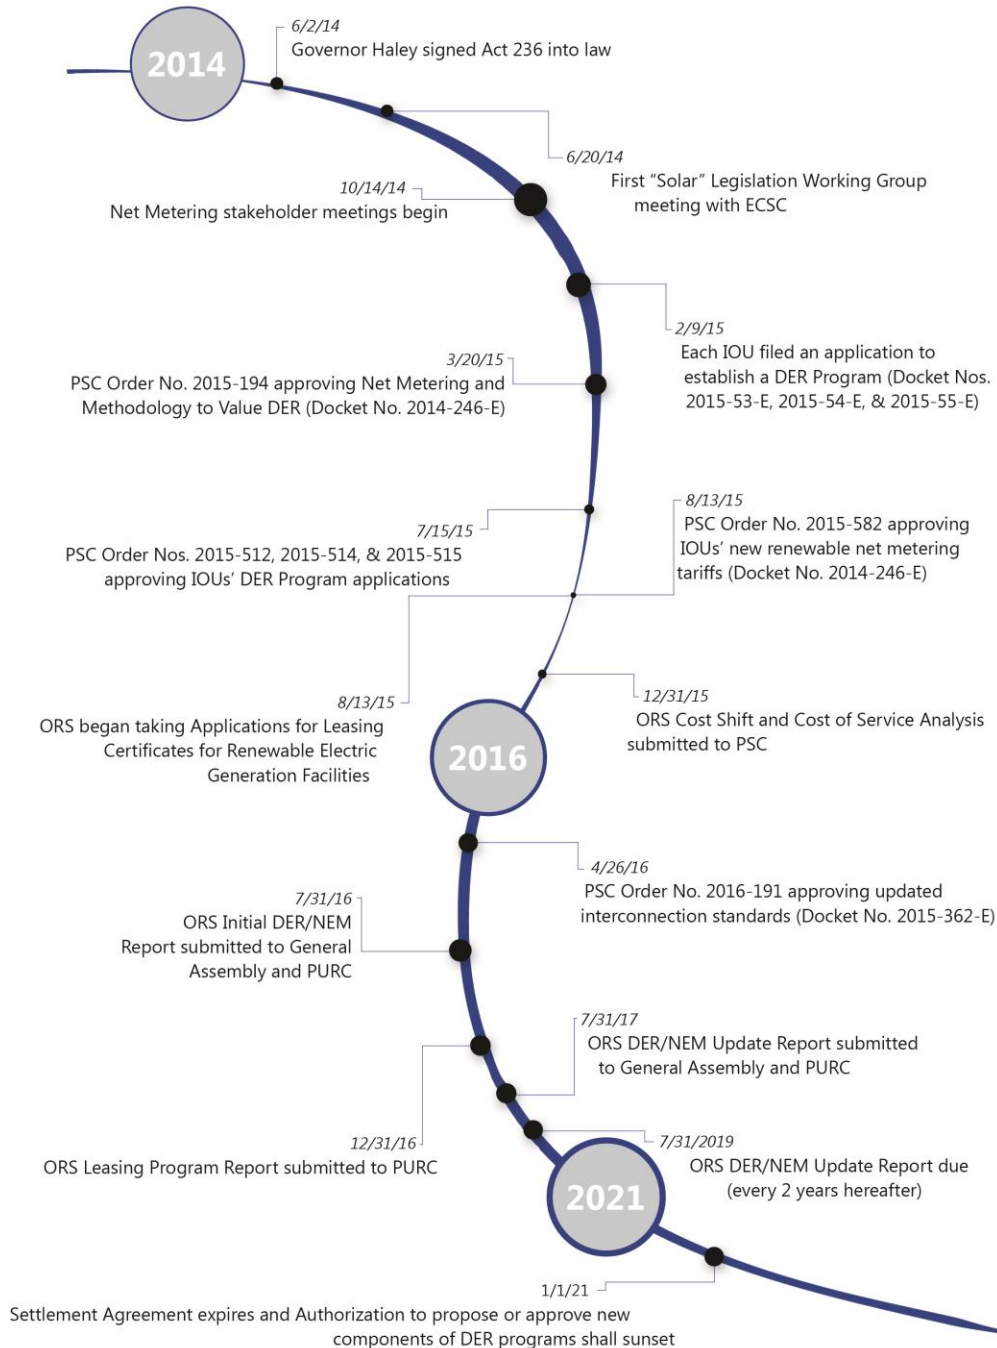 2014
6/2/14
Governor Haley signed Act 236 into law
6/20/14
First “Solar” Legislation Working Group
meeting with ECSC
10/14/14
Net Metering stakeholder meetings begin
2/9/15
Each IOU filed an application to
establish a DER Program (Docket Nos.
2015-53-E, 2015-54-E, & 2015-55-E)
3/20/15
PSC Order No. 2015-194 approving Net Metering and
Methodology to Value DER (Docket No. 2014-246-E)
7/15/15
PSC Order Nos. 2015-512, 2015-514, & 2015-515
approving IOUs’ DER Program applications
8/13/15
PSC Order No. 2015-582 approving
IOUs’ new renewable net metering
tariffs (Docket No. 2014-246-E)
8/13/15
ORS began taking Applications for Leasing
Certificates for Renewable Electric
Generation Facilities
12/31/15
ORS Cost Shift and Cost of Service Analysis
submitted to PSC
2016
4/26/16
PSC Order No. 2016-191 approving updated
interconnection standards (Docket No. 2015-362-E)
7/31/16
ORS Initial DER/NEM
Report submitted to General
Assembly and PURC
12/31/16
ORS Leasing Program Report submitted to PURC
7/31/17
ORS DER/NEM Update Report submitted
to General Assembly and PURC
7/31/2019
ORS DER/NEM Update Report due
(every 2 years hereafter)
2021
1/1/21
Settlement Agreement expires and Authorization to propose or approve new
components of DER programs shall sunset